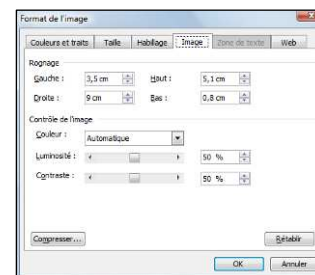 Format de l'image
Couleurs et traits Taille Habillage Image Zone de texte Web
Rognage
Gauche : 3,5 cm Haut : 5,1 cm
Droite : 9 cm Bas : 0,8 cm
Contrôle de l'image
Couleur : Automatique
Luminosité : 50 %
Contraste : 50 %
Compresser... Rétablir
OK Annuler